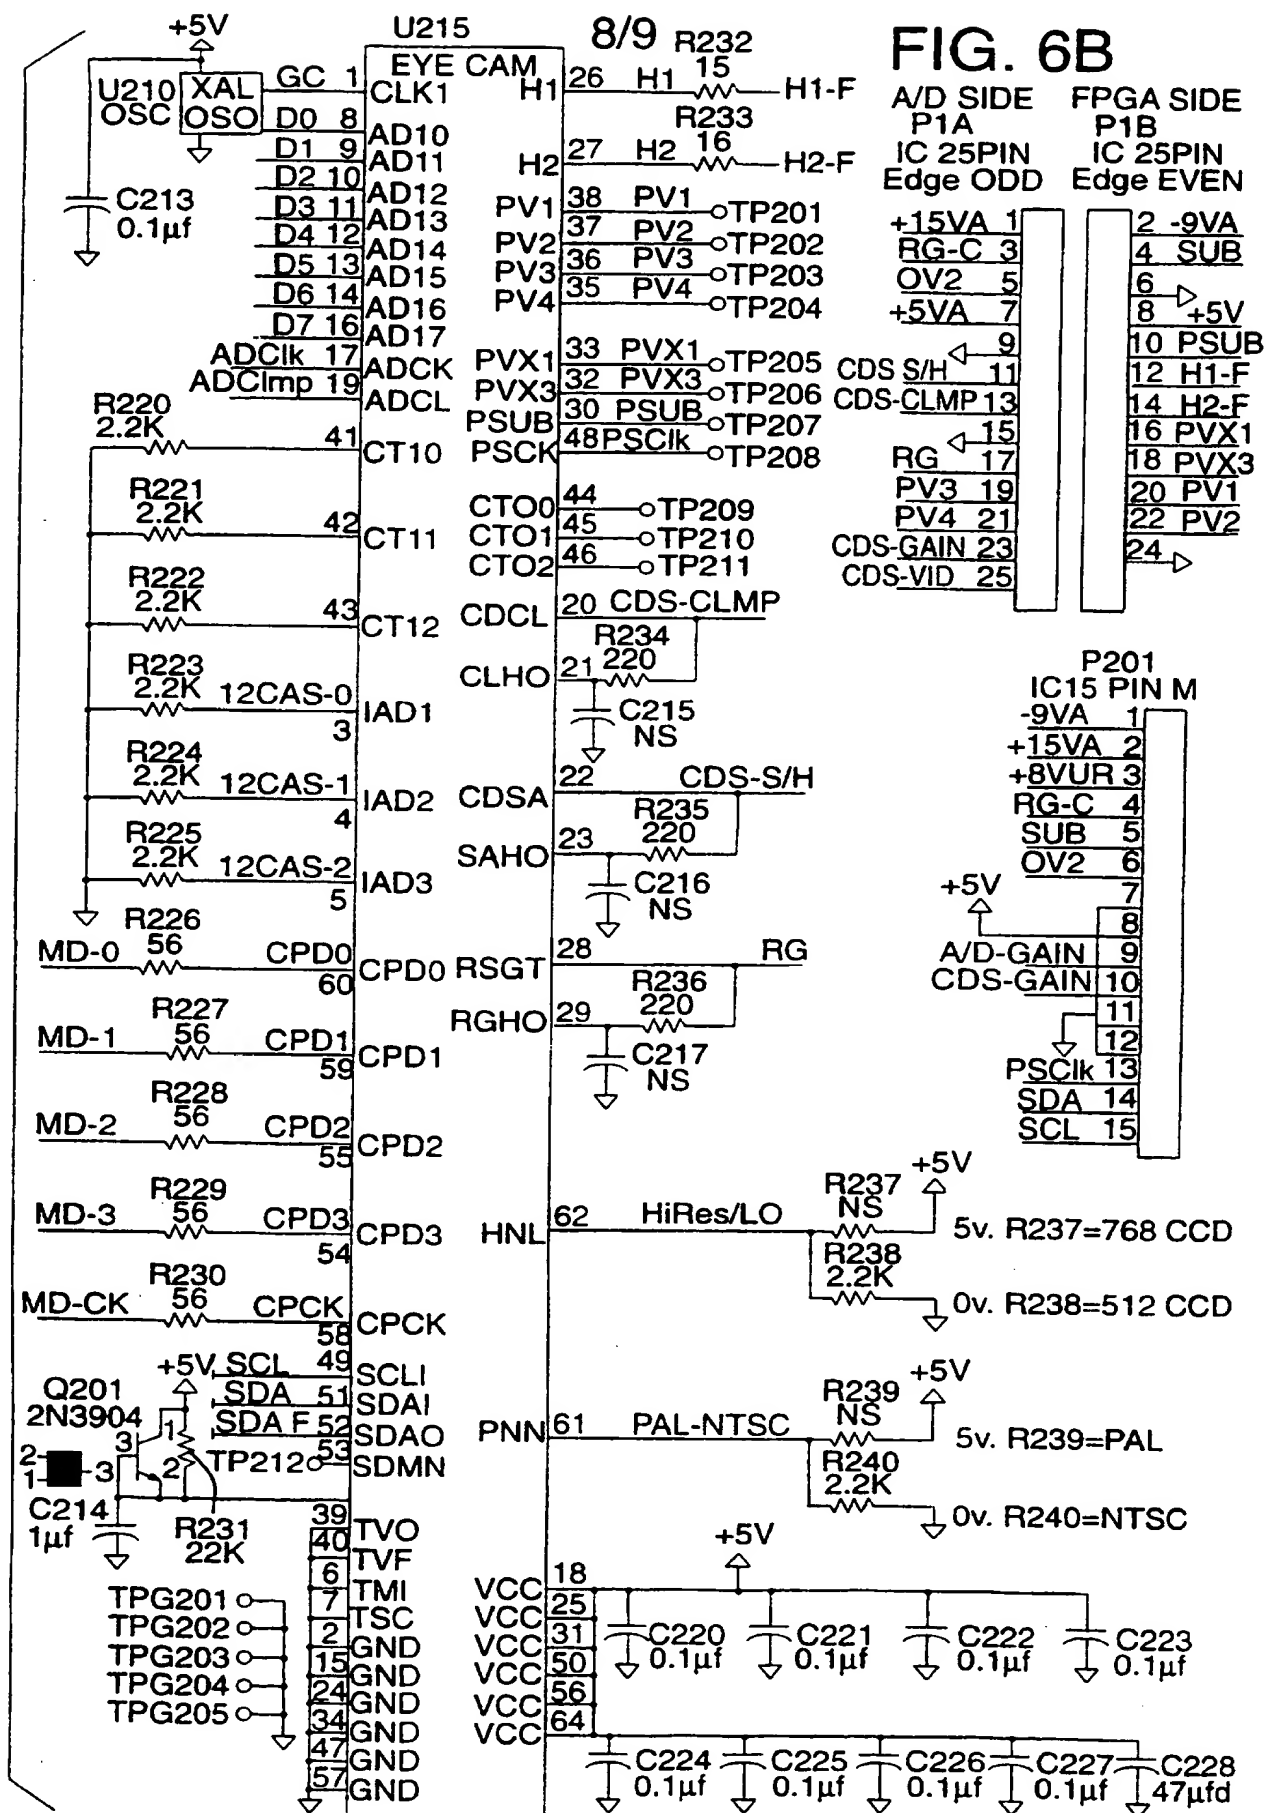 8/9
FIG. 6B
+5V
U210
OSC
XAL
OSO
C213
0.1µf
U215
EYE CAM
GC 1 CLK1
D0 8 AD10
D1 9 AD11
D2 10 AD12
D3 11 AD13
D4 12 AD14
D5 13 AD15
D6 14 AD16
D7 16 AD17
ADClk 17 ADCK
ADClmp 19 ADCL
R220
2.2K
41 CT10
R221
2.2K
42 CT11
R222
2.2K
43 CT12
R223
2.2K 12CAS-0
3 IAD1
R224
2.2K 12CAS-1
4 IAD2
R225
2.2K 12CAS-2
5 IAD3
R226
MD-0 56 CPD0
60 CPD0
R227
MD-1 56 CPD1
59 CPD1
R228
MD-2 56 CPD2
55 CPD2
R229
MD-3 56 CPD3
54 CPD3
R230
MD-CK 56 CPCK
58 CPCK
+5V SCL 49 SCLI
SDA 51 SDAI
SDA F 52 SDAO
TP212 53 SDMN
Q201
2N3904
3
1
2
2
1
3
C214
1µf
R231
22K
39 TVO
40 TVF
6 TMI
7 TSC
2 GND
15 GND
24 GND
34 GND
47 GND
57 GND
TPG201
TPG202
TPG203
TPG204
TPG205
R232
H1 26 H1 15 H1-F
R233
H2 27 H2 16 H2-F
PV1 38 PV1 TP201
PV2 37 PV2 TP202
PV3 36 PV3 TP203
PV4 35 PV4 TP204
PVX1 33 PVX1 TP205
PVX3 32 PVX3 TP206
PSUB 30 PSUB TP207
PSCK 48 PSClk TP208
CTO0 44 TP209
CTO1 45 TP210
CTO2 46 TP211
CDCL 20 CDS-CLMP
R234
CLHO 21 220
C215
NS
CDSA 22 CDS-S/H
R235
SAHO 23 220
C216
NS
RSGT 28 RG
R236
RGHO 29 220
C217
NS
HNL 62 HiRes/LO
R237
NS
+5V
5v. R237=768 CCD
R238
2.2K
0v. R238=512 CCD
PNN 61 PAL-NTSC
R239
NS
+5V
5v. R239=PAL
R240
2.2K
0v. R240=NTSC
+5V
VCC 18
VCC 25
VCC 31
VCC 50
VCC 56
VCC 64
C220
0.1µf
C221
0.1µf
C222
0.1µf
C223
0.1µf
C224
0.1µf
C225
0.1µf
C226
0.1µf
C227
0.1µf
C228
47µfd
A/D SIDE
P1A
IC 25PIN
Edge ODD
+15VA 1
RG-C 3
OV2 5
+5VA 7
9
CDS S/H 11
CDS-CLMP 13
15
RG 17
PV3 19
PV4 21
CDS-GAIN 23
CDS-VID 25
FPGA SIDE
P1B
IC 25PIN
Edge EVEN
2 -9VA
4 SUB
6
8 +5V
10 PSUB
12 H1-F
14 H2-F
16 PVX1
18 PVX3
20 PV1
22 PV2
24
P201
IC15 PIN M
-9VA 1
+15VA 2
+8VUR 3
RG-C 4
SUB 5
OV2 6
7
+5V 8
A/D-GAIN 9
CDS-GAIN 10
11
12
PSClk 13
SDA 14
SCL 15